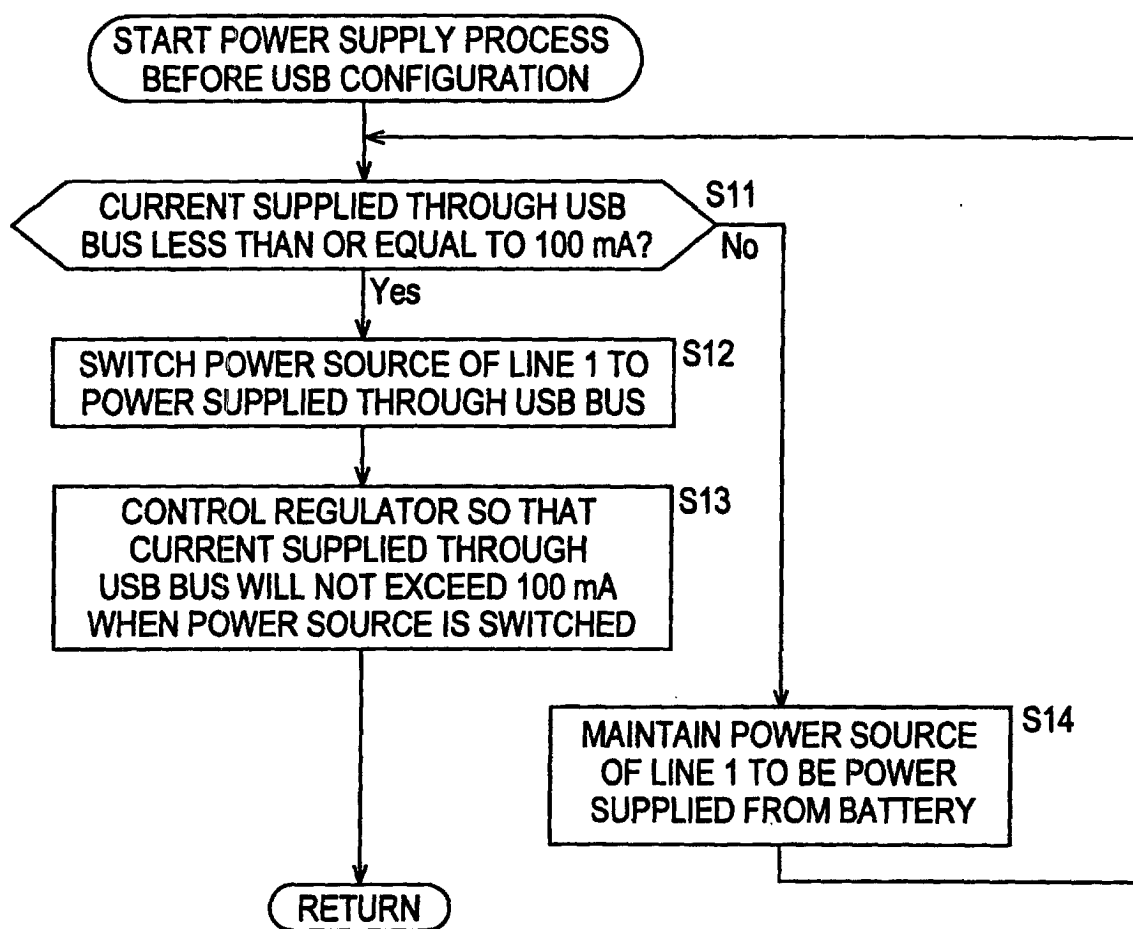 START POWER SUPPLY PROCESS
BEFORE USB CONFIGURATION
CURRENT SUPPLIED THROUGH USB
BUS LESS THAN OR EQUAL TO 100 mA?
S11
No
Yes
SWITCH POWER SOURCE OF LINE 1 TO
POWER SUPPLIED THROUGH USB BUS
S12
CONTROL REGULATOR SO THAT
CURRENT SUPPLIED THROUGH
USB BUS WILL NOT EXCEED 100 mA
WHEN POWER SOURCE IS SWITCHED
S13
MAINTAIN POWER SOURCE
OF LINE 1 TO BE POWER
SUPPLIED FROM BATTERY
S14
RETURN